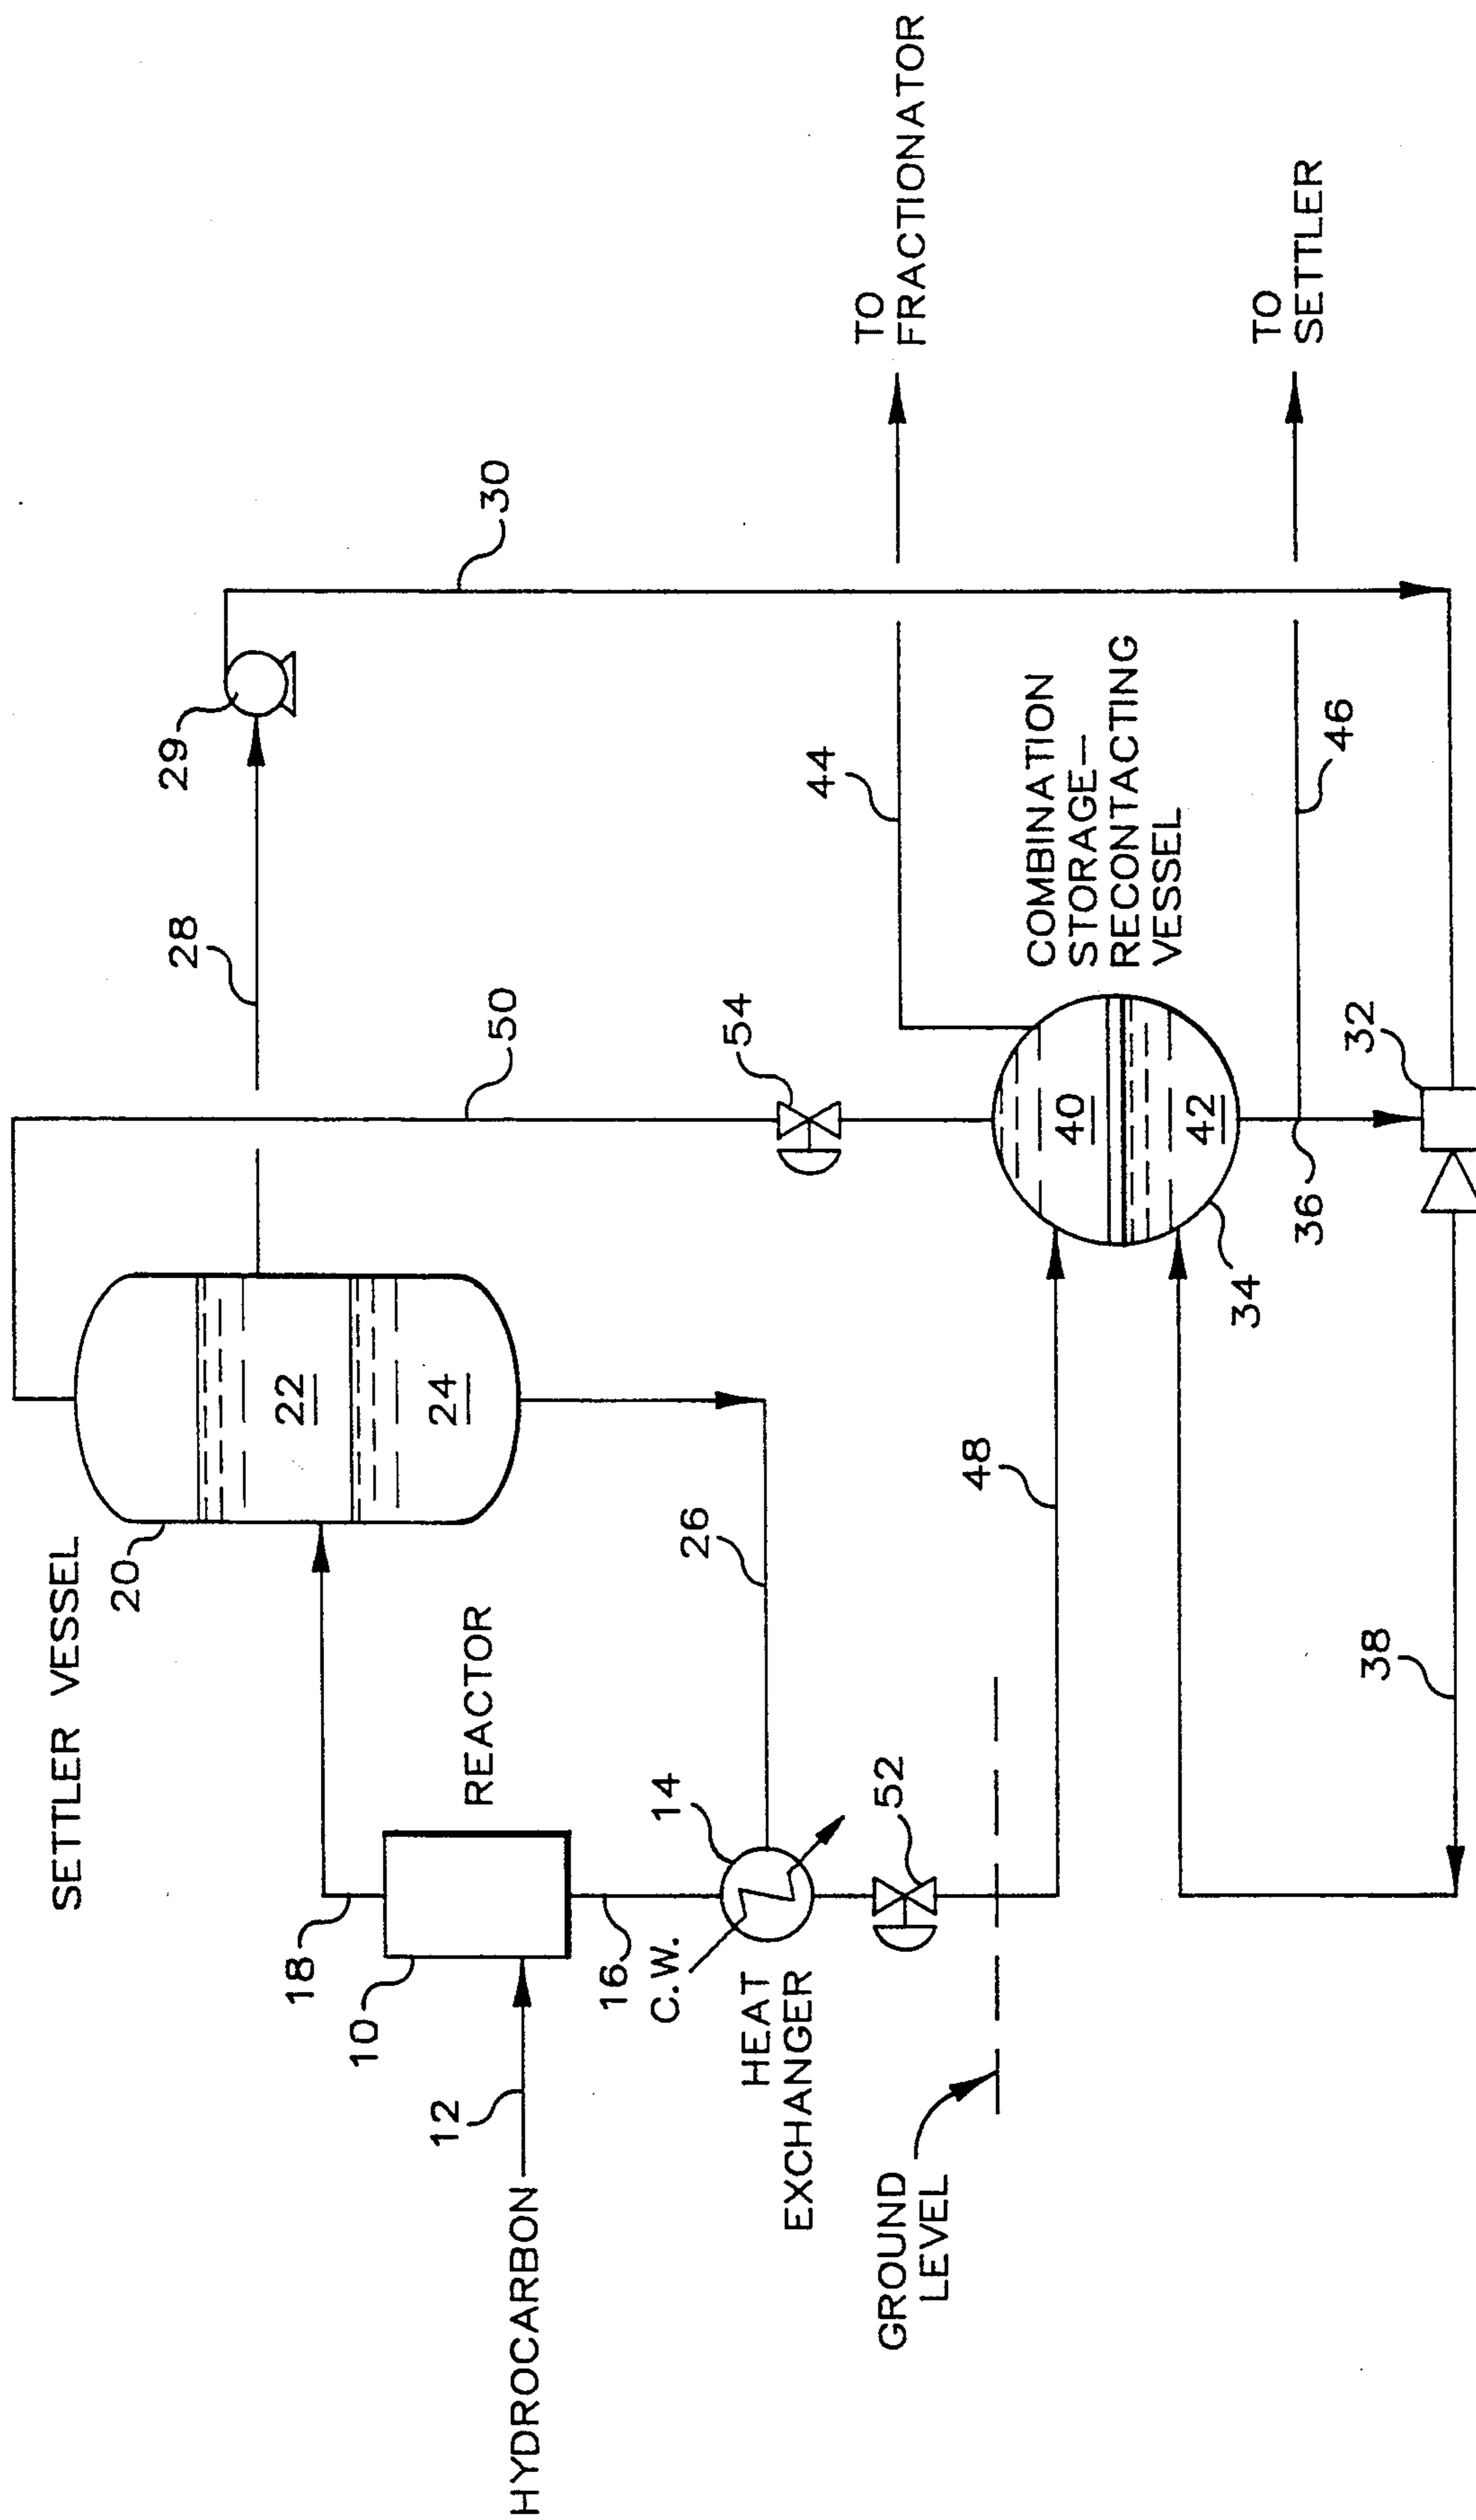 SETTLER VESSEL
20
22
24
50
28
29
30
18
10
REACTOR
12
HYDROCARBON
16
C.W.
14
HEAT
EXCHANGER
26
52
54
GROUND
LEVEL
48
40
42
34
COMBINATION
STORAGE—
RECONTACTING
VESSEL
44
TO
FRACTIONATOR
36
46
TO
SETTLER
32
38